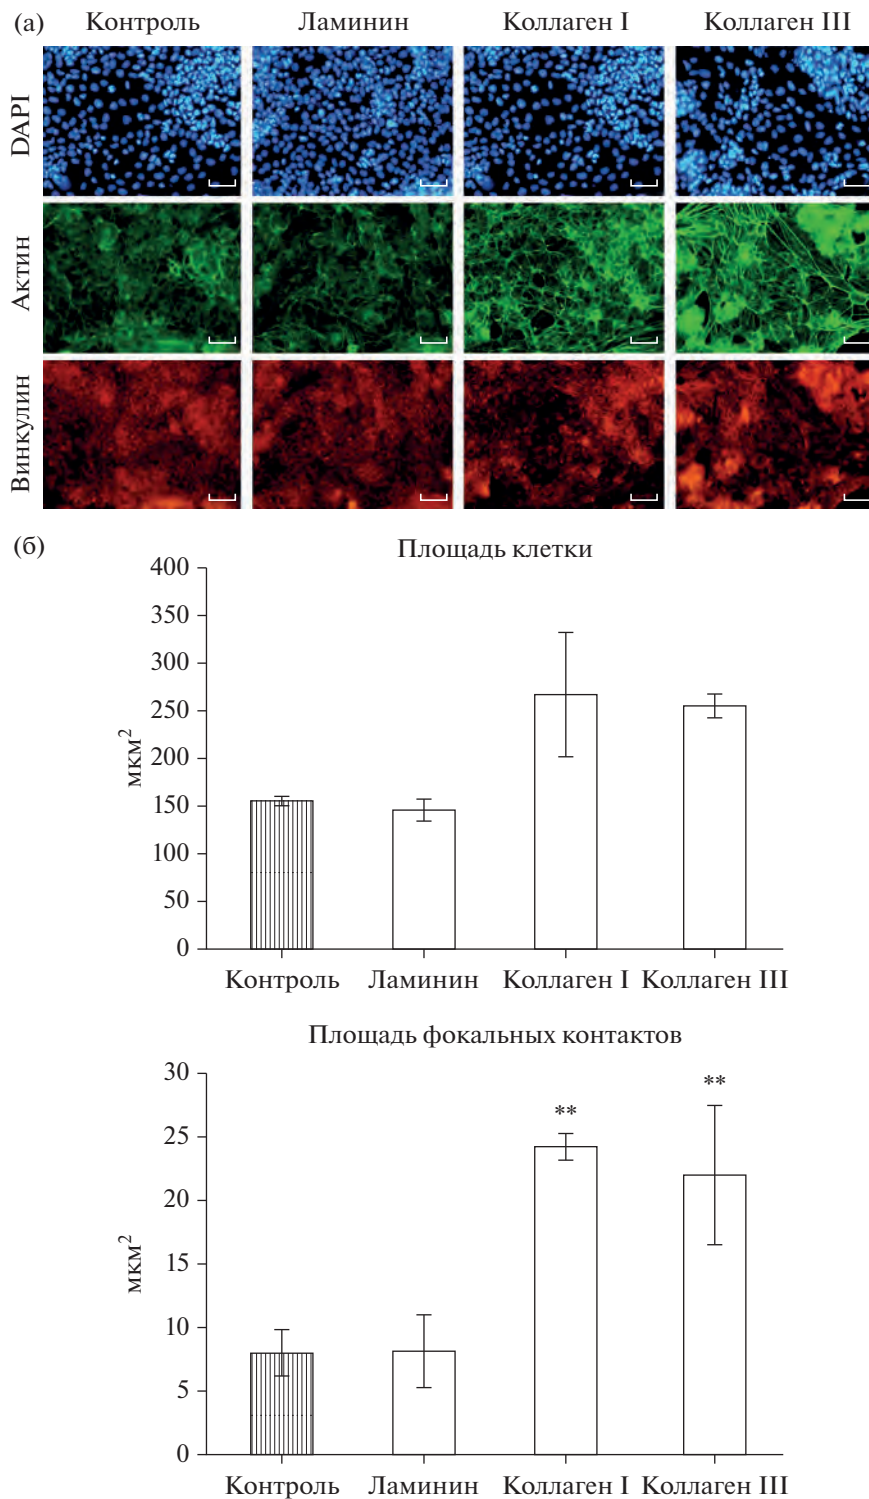 (а)
Контроль Ламинин Коллаген I Коллаген III
DAPI
Актин
Винкулин
(б)
Площадь клетки
400
350
300
250
200
150
100
50
0
мкм²
Контроль Ламинин Коллаген I Коллаген III
Площадь фокальных контактов
30
25
20
15
10
5
0
мкм²
** **
Контроль Ламинин Коллаген I Коллаген III